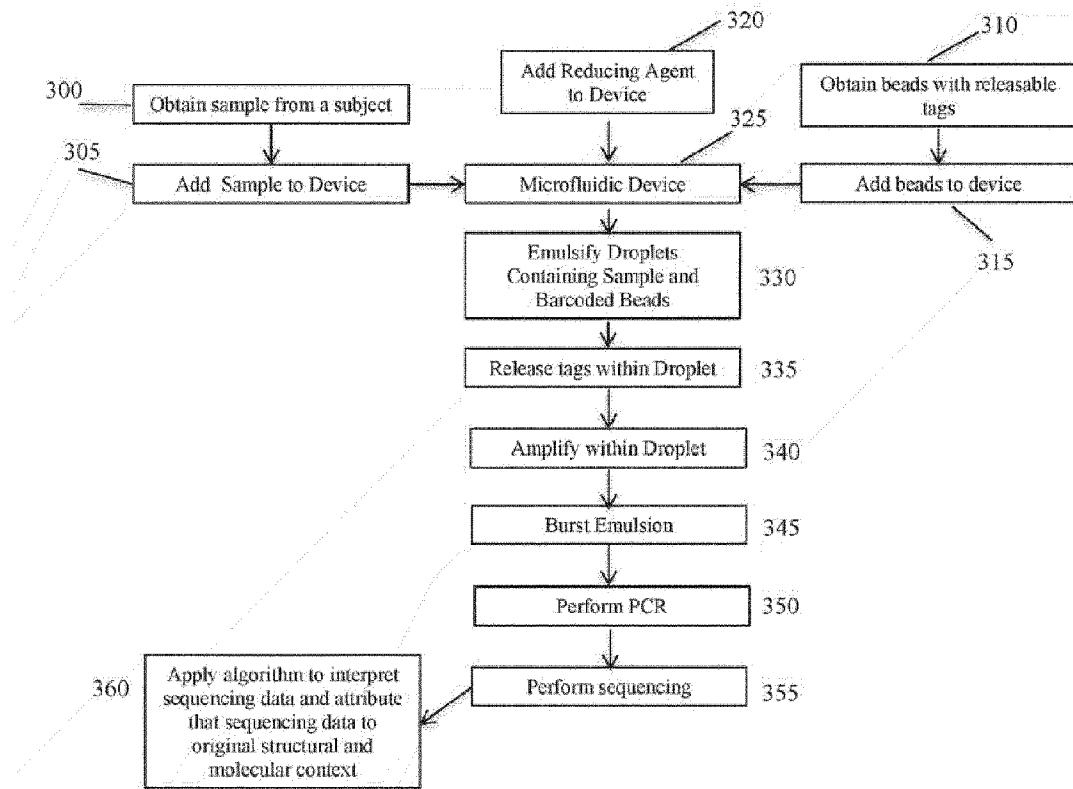 320
310
Add Reducing Agent
to Device
300
Obtain sample from a subject
325
Obtain beads with releasable
tags
305
Add Sample to Device
Microfluidic Device
Add beads to device
Emulsify Droplets
Containing Sample and
Barcoded Beads
330
315
Release tags within Droplet
335
Amplify within Droplet
340
Burst Emulsion
345
Perform PCR
350
360
Apply algorithm to interpret
sequencing data and attribute
that sequencing data to
original structural and
molecular context
Perform sequencing
355